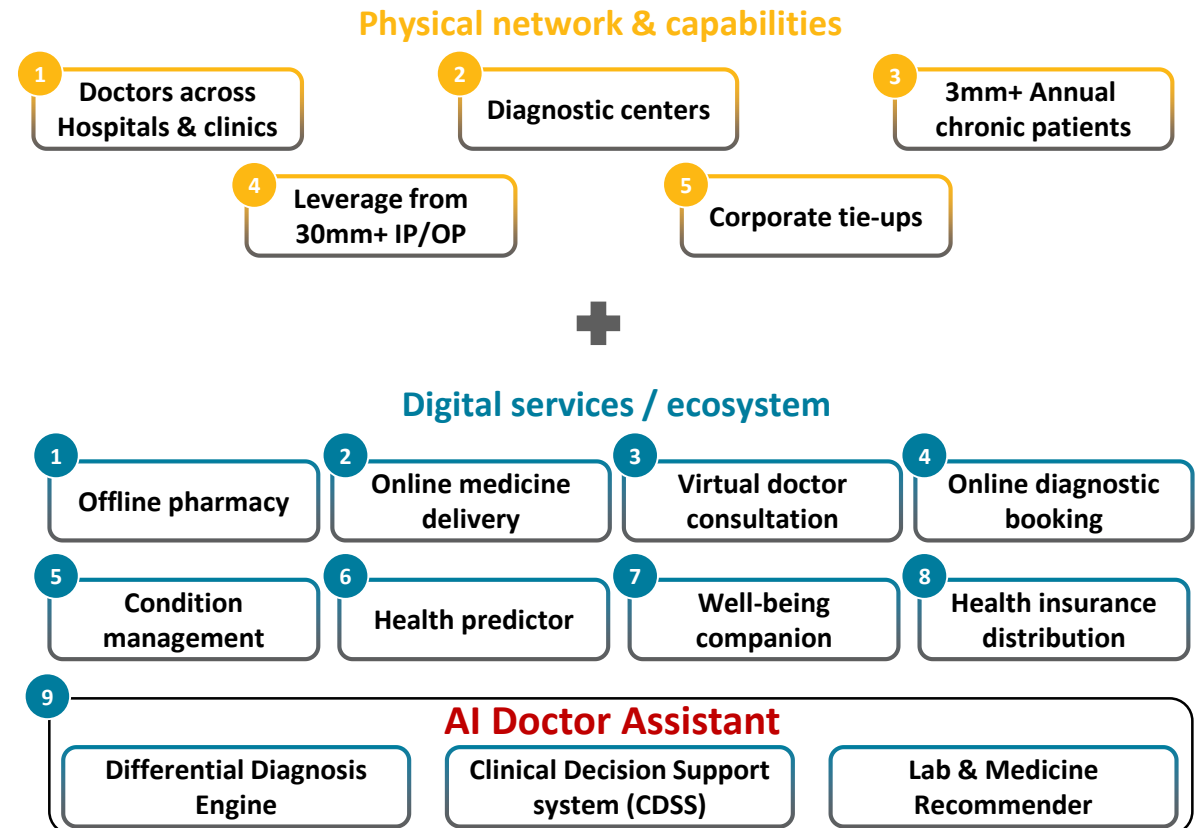 Physical network & capabilities
1
Doctors across
Hospitals & clinics
2
Diagnostic centers
3
3mm+ Annual
chronic patients
4
Leverage from
30mm+ IP/OP
5
Corporate tie-ups
Digital services / ecosystem
1
Offline pharmacy
2
Online medicine
delivery
3
Virtual doctor
consultation
4
Online diagnostic
booking
5
Condition
management
6
Health predictor
7
Well-being
companion
8
Health insurance
distribution
9
AI Doctor Assistant
Differential Diagnosis
Engine
Clinical Decision Support
system (CDSS)
Lab & Medicine
Recommender